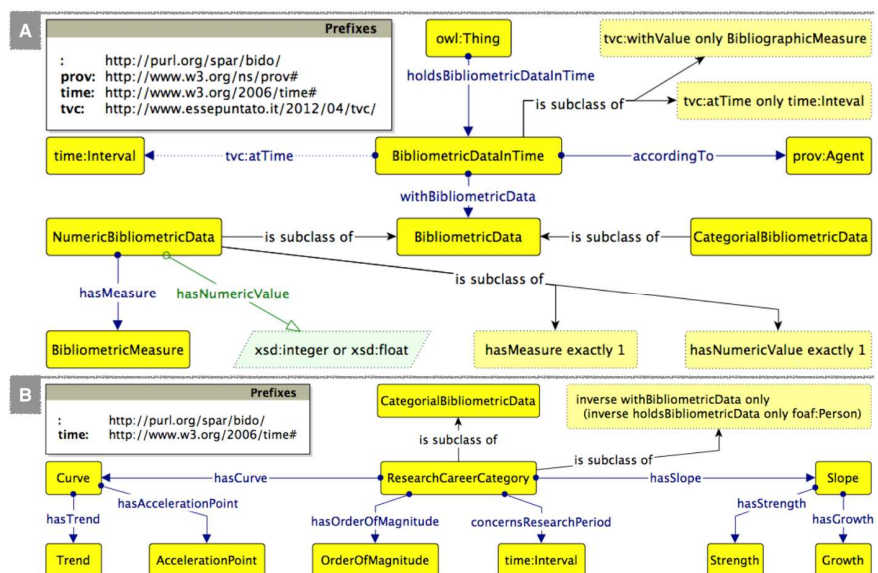 A
Prefixes
: http://purl.org/spar/bido/
prov: http://www.w3.org/ns/prov#
time: http://www.w3.org/2006/time#
tvc: http://www.essepuntato.it/2012/04/tvc/
owl:Thing
tvc:withValue only BibliographicMeasure
holdsBibliometricDataInTime
is subclass of
tvc:atTime only time:Inteval
time:Interval
tvc:atTime
BibliometricDataInTime
accordingTo
prov:Agent
withBibliometricData
NumericBibliometricData
is subclass of
BibliometricData
is subclass of
CategorialBibliometricData
is subclass of
hasMeasure
hasNumericValue
BibliometricMeasure
xsd:integer or xsd:float
hasMeasure exactly 1
hasNumericValue exactly 1
B
Prefixes
: http://purl.org/spar/bido/
time: http://www.w3.org/2006/time#
CategorialBibliometricData
inverse withBibliometricData only
(inverse holdsBibliometricData only foaf:Person)
is subclass of
is subclass of
Curve
hasCurve
ResearchCareerCategory
hasSlope
Slope
hasAccelerationPoint
hasStrength
hasTrend
hasOrderOfMagnitude
concernsResearchPeriod
hasGrowth
Trend
AccelerationPoint
OrderOfMagnitude
time:Interval
Strength
Growth